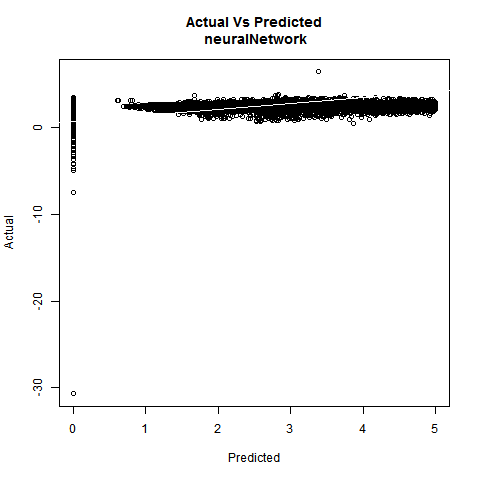 Actual Vs Predicted
neuralNetwork
Actual
0
-10
-20
-30
0 1 2 3 4 5
Predicted